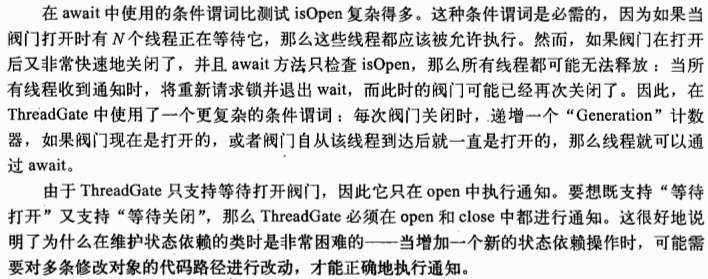 在 await 中使用的条件谓词比测试 isOpen 复杂得多。这种条件谓词是必需的，因为如果当
阀门打开时有 N 个线程正在等待它，那么这些线程都应该被允许执行。然而，如果阀门在打开
后又非常快速地关闭了，并且 await 方法只检查 isOpen，那么所有线程都可能无法释放：当所
有线程收到通知时，将重新请求锁并退出 wait，而此时的阀门可能已经再次关闭了。因此，在
ThreadGate 中使用了一个更复杂的条件谓词：每次阀门关闭时，递增一个“Generation”计数
器，如果阀门现在是打开的，或者阀门自从该线程到达后就一直是打开的，那么线程就可以通
过 await。
由于 ThreadGate 只支持等待打开阀门，因此它只在 open 中执行通知。要想既支持“等待
打开”又支持“等待关闭”，那么 ThreadGate 必须在 open 和 close 中都进行通知。这很好地说
明了为什么在维护状态依赖的类时是非常困难的——当增加一个新的状态依赖操作时，可能需
要对多条修改对象的代码路径进行改动，才能正确地执行通知。